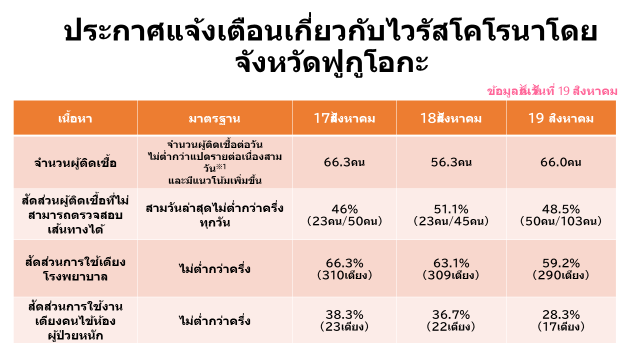 ประกาศแจ้งเตือนเกี่ยวกับไวรัสโคโรนาโดย
จังหวัดฟูกูโอกะ
ข้อมูล ณ วันที่ 19 สิงหาคม
เนื้อหา
มาตรฐาน
17สิงหาคม
18สิงหาคม
19 สิงหาคม
จำนวนผู้ติดเชื้อ
จำนวนผู้ติดเชื้อต่อวัน
ไม่ต่ำกว่าแปดรายต่อเนื่องสาม
วัน※1
และมีแนวโน้มเพิ่มขึ้น
66.3คน
56.3คน
66.0คน
สัดส่วนผู้ติดเชื้อที่ไม่
สามารถตรวจสอบ
เส้นทางได้
สามวันล่าสุดไม่ต่ำกว่าครึ่ง
ทุกวัน
46%
(23คน/50คน)
51.1%
(23คน/45คน)
48.5%
(50คน/103คน)
สัดส่วนการใช้เตียง
โรงพยาบาล
ไม่ต่ำกว่าครึ่ง
66.3%
(310เตียง)
63.1%
(309เตียง)
59.2%
(290เตียง)
สัดส่วนการใช้งาน
เตียงคนไข้ห้อง
ผู้ป่วยหนัก
ไม่ต่ำกว่าครึ่ง
38.3%
(23เตียง)
36.7%
(22เตียง)
28.3%
(17เตียง)